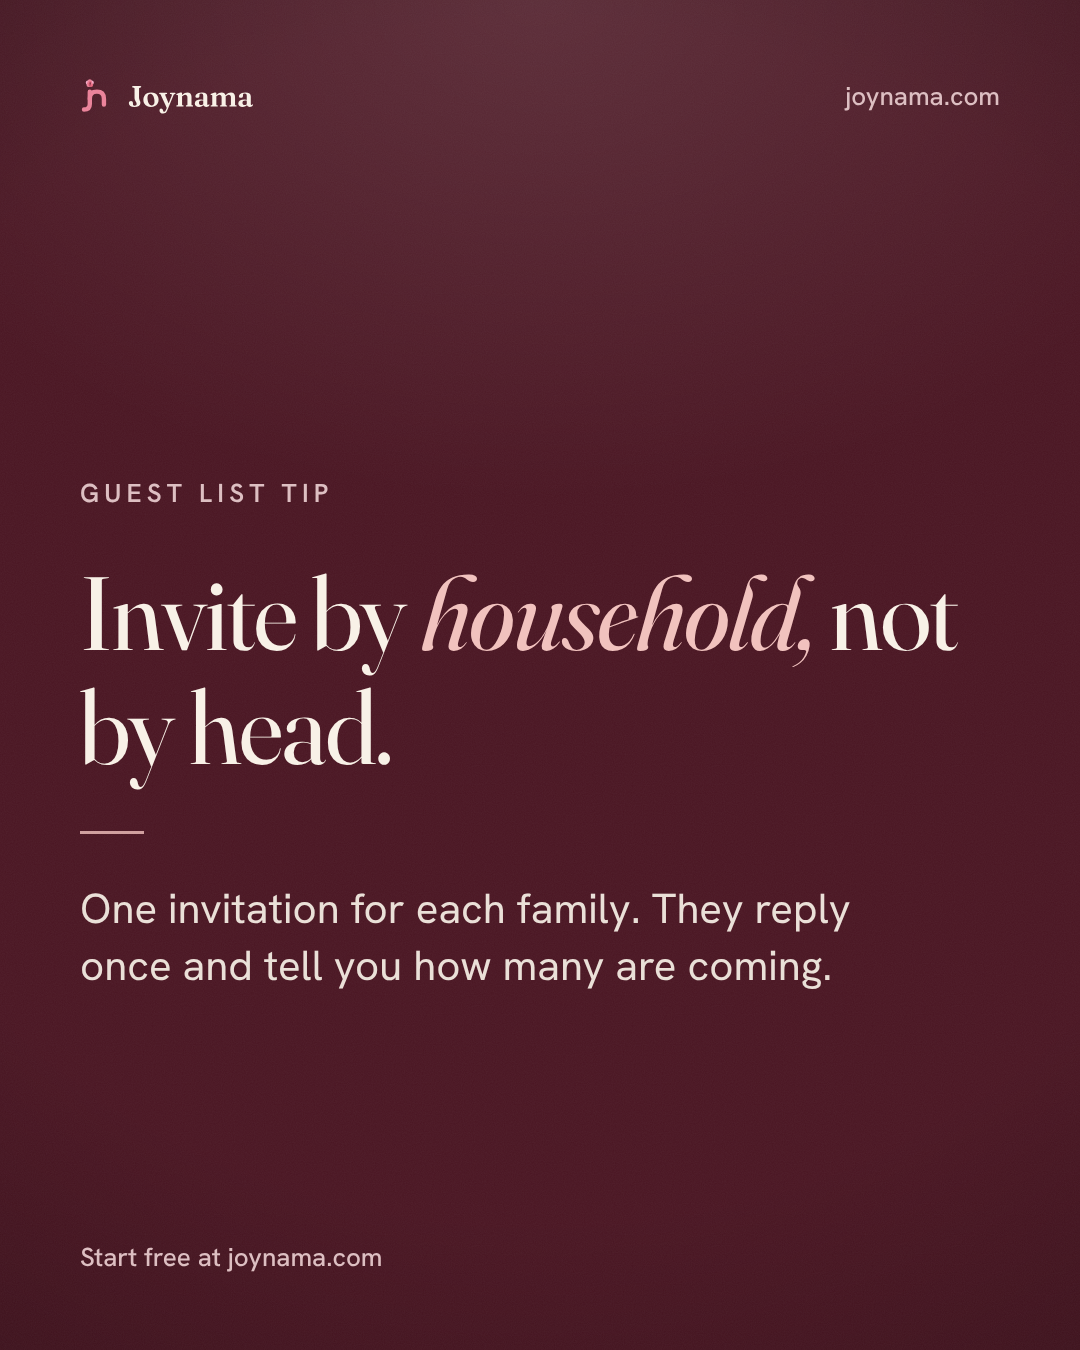 Joynama
joynama.com
GUEST LIST TIP
Invite by household, not
by head.
One invitation for each family. They reply
once and tell you how many are coming.
Start free at joynama.com